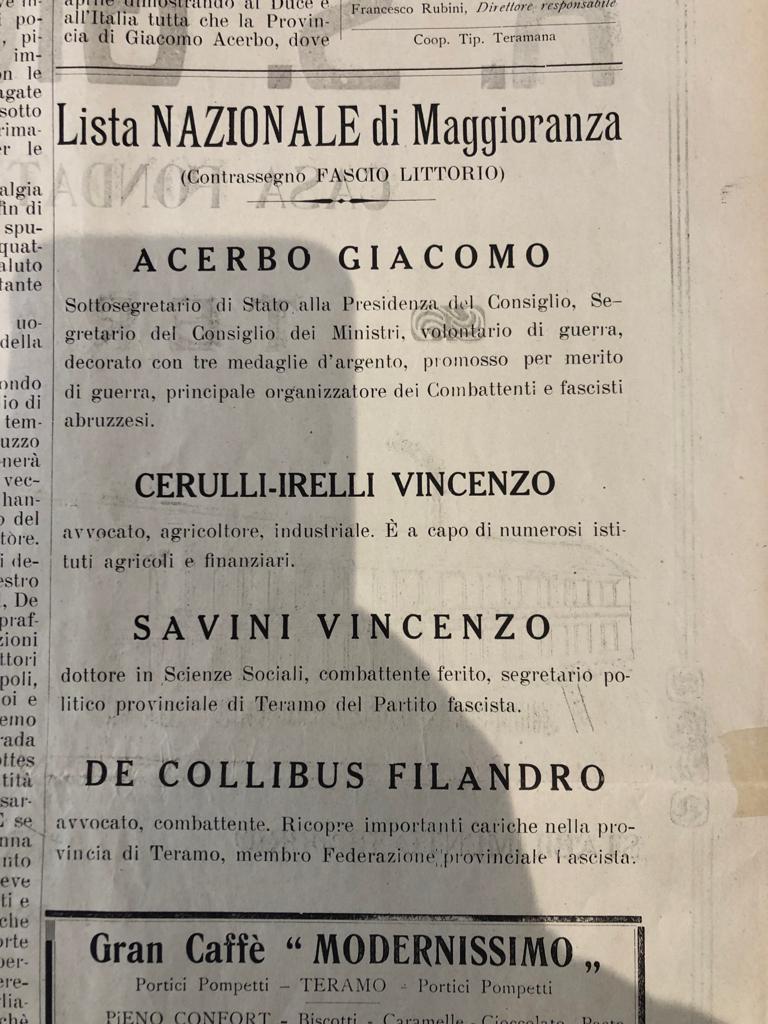 all'Italia tutta che la Provin-
cia di Giacomo Acerbo, dove
Francesco Rubini, Direttore responsabile
Coop. Tip. Teramana
Lista NAZIONALE di Maggioranza
(Contrassegno FASCIO LITTORIO)
ACERBO GIACOMO
Sottosegretario di Stato alla Presidenza del Consiglio, Se-
gretario del Consiglio dei Ministri, volontario di guerra,
decorato con tre medaglie d'argento, promosso per merito
di guerra, principale organizzatore dei Combattenti e fascisti
abruzzesi.
CERULLI-IRELLI VINCENZO
avvocato, agricoltore, industriale. È a capo di numerosi isti-
tuti agricoli e finanziari.
SAVINI VINCENZO
dottore in Scienze Sociali, combattente ferito, segretario po-
litico provinciale di Teramo del Partito fascista.
DE COLLIBUS FILANDRO
avvocato, combattente. Ricopre importanti cariche nella pro-
vincia di Teramo, membro Federazione provinciale Fascista.
Gran Caffè “ MODERNISSIMO „
Portici Pompetti – TERAMO – Portici Pompetti
PiENO CONFORT - Biscotti - Caramelle - Cioccolato